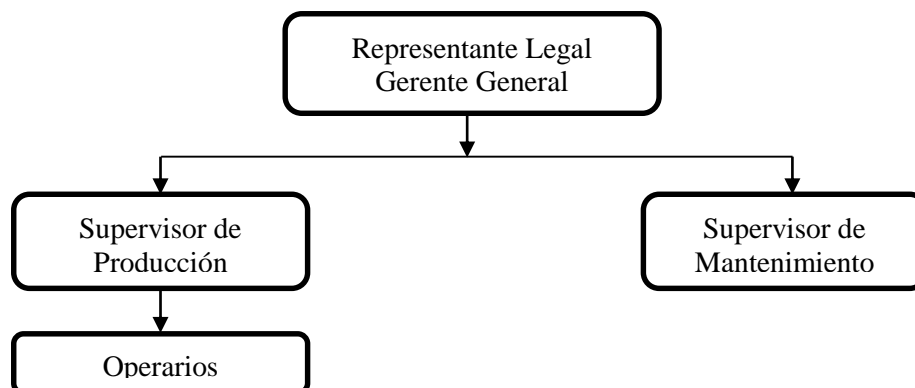 Representante Legal
Gerente General
Supervisor de
Producción
Supervisor de
Mantenimiento
Operarios